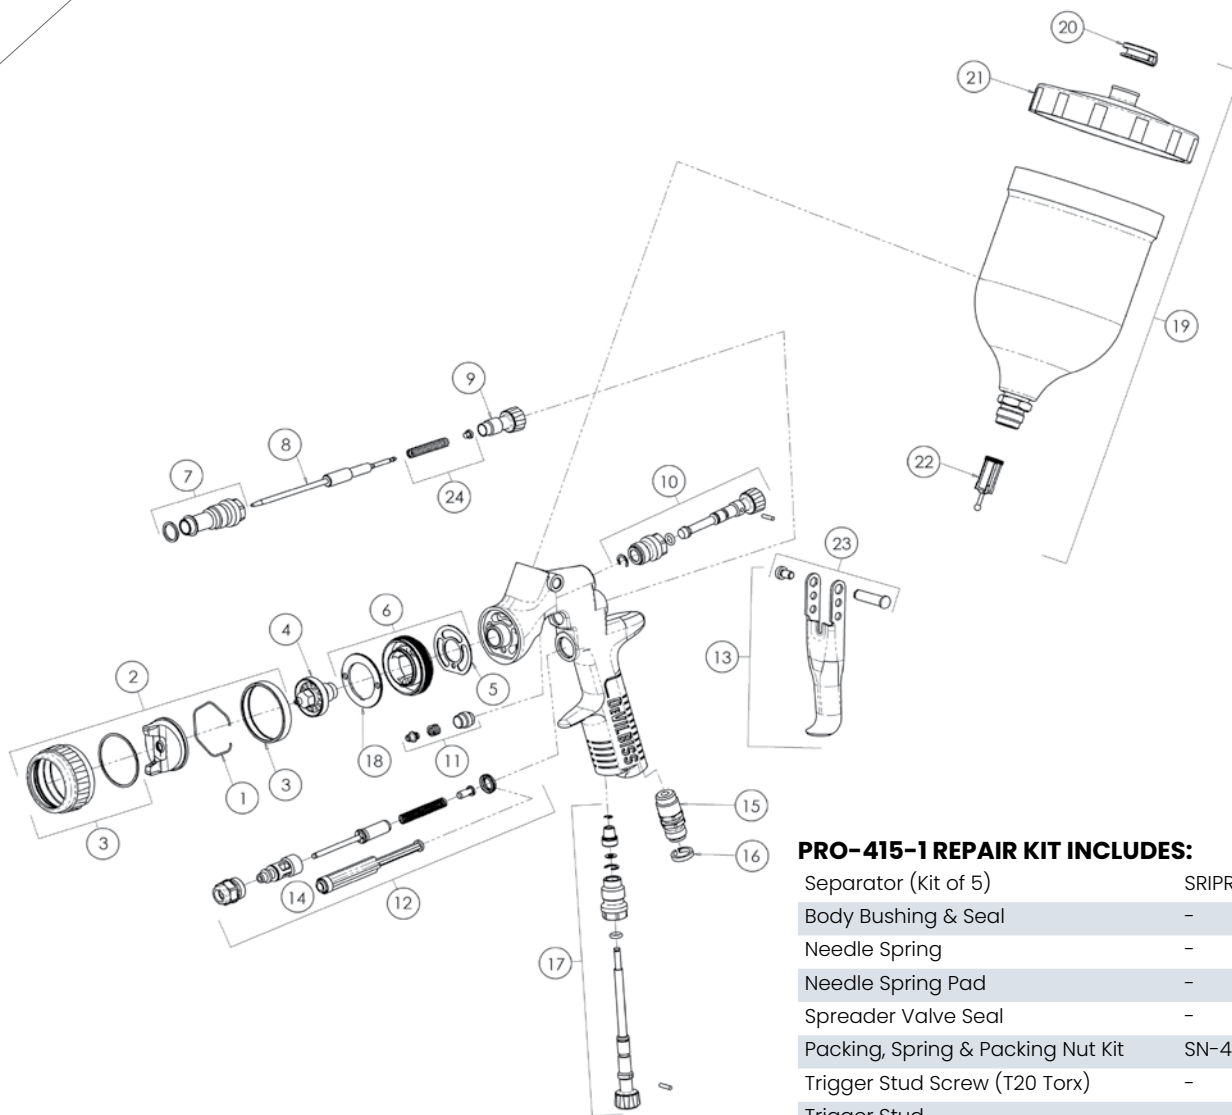 20
21
19
9
8
7
24
22
10
23
6
4
13
2
5
DEVILBISS
18
11
1
3
3
15
16
14
12
17
PRO-415-1 REPAIR KIT INCLUDES:
Separator (Kit of 5) SRIPR
Body Bushing & Seal -
Needle Spring -
Needle Spring Pad -
Spreader Valve Seal -
Packing, Spring & Packing Nut Kit SN-4
Trigger Stud Screw (T20 Torx) -
Trigger Stud